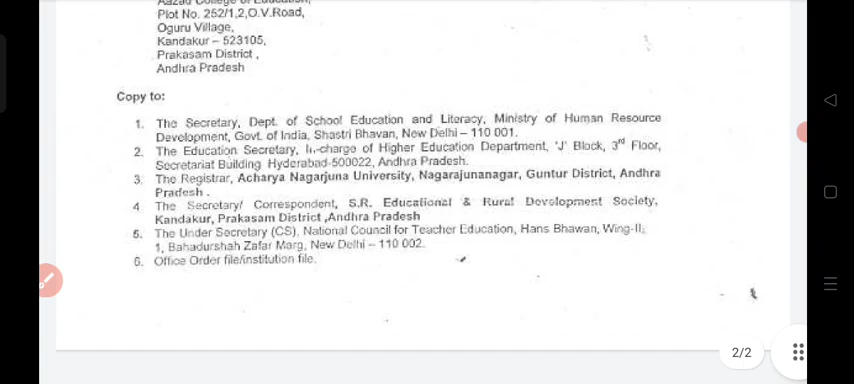 Azad College of Education,
Plot No. 252/1,2,O.V.Road,
Oguru Village,
Kandakur – 523105,
Prakasam District ,
Andhra Pradesh
Copy to:
1. The Secretary, Dept. of School Education and Literacy, Ministry of Human Resource
Development, Govt. of India, Shastri Bhavan, New Delhi – 110 001.
2. The Education Secretary, In-charge of Higher Education Department, 'J' Block, 3rd Floor,
Secretariat Building Hyderabad-500022, Andhra Pradesh.
3. The Registrar, Acharya Nagarjuna University, Nagarajunanagar, Guntur District, Andhra
Pradesh .
4 The Secretary/ Correspondent, S.R. Educational & Rural Development Society,
Kandakur, Prakasam District ,Andhra Pradesh
5. The Under Secretary (CS), National Council for Teacher Education, Hans Bhawan, Wing-II,
1, Bahadurshah Zafar Marg, New Delhi – 110 002.
6. Office Order file/institution file.
2/2